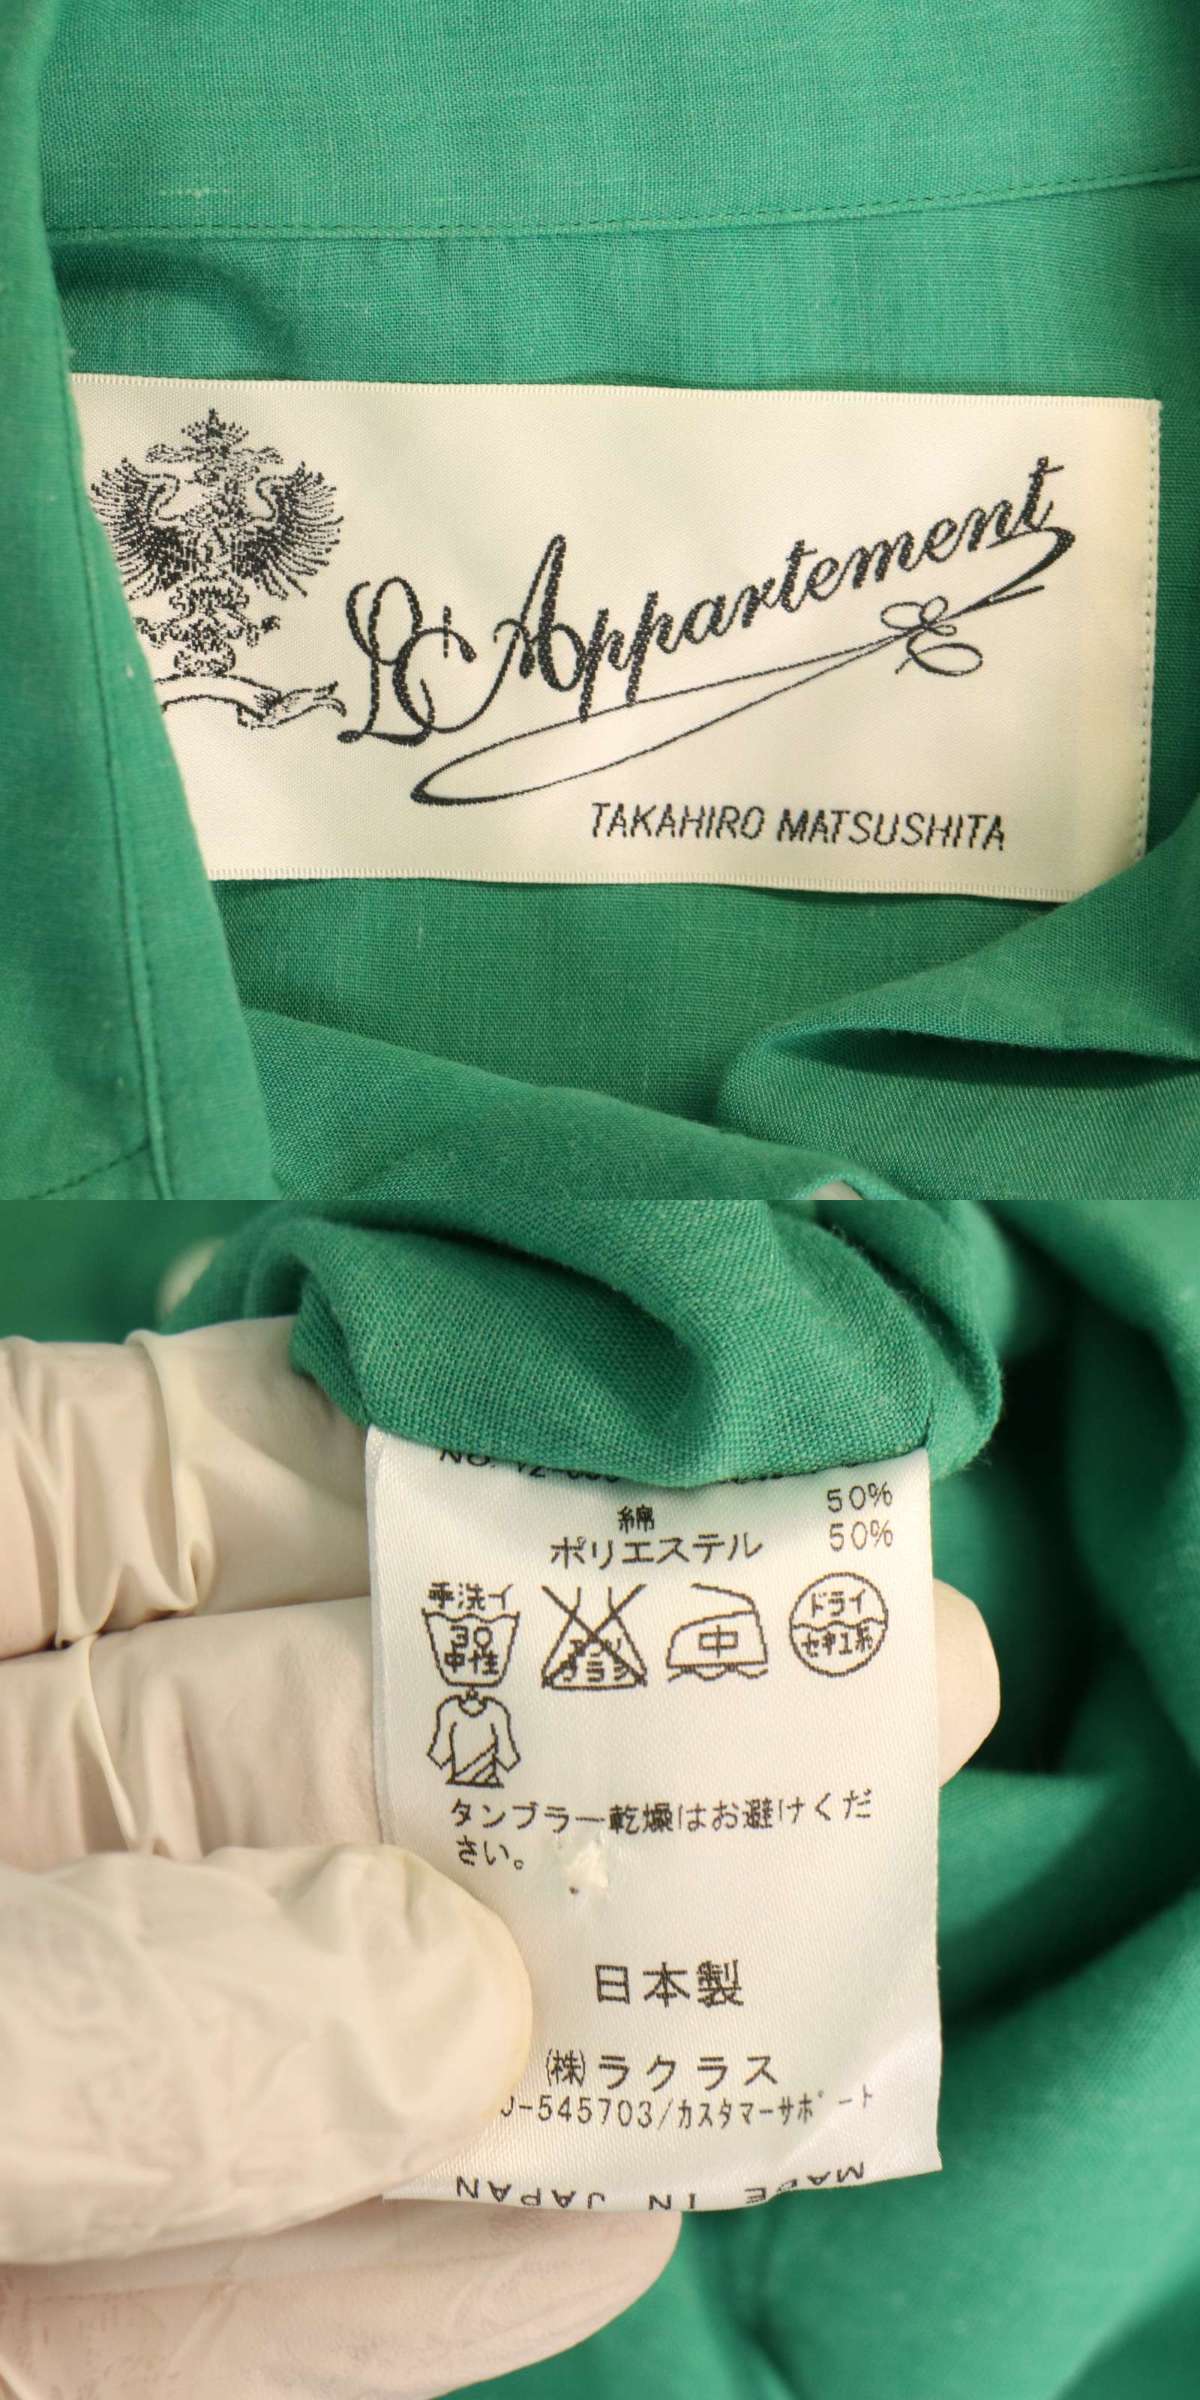 L'Appartement
TAKAHIRO MATSUSHITA
綿 50%
ポリエステル 50%
手洗イ
30
中性
中
ドライ
セキユ系
タンブラー乾燥はお避けくだ
さい。
日本製
㈱ラクラス
J-545703/カスタマーサポート
MADE IN JAPAN